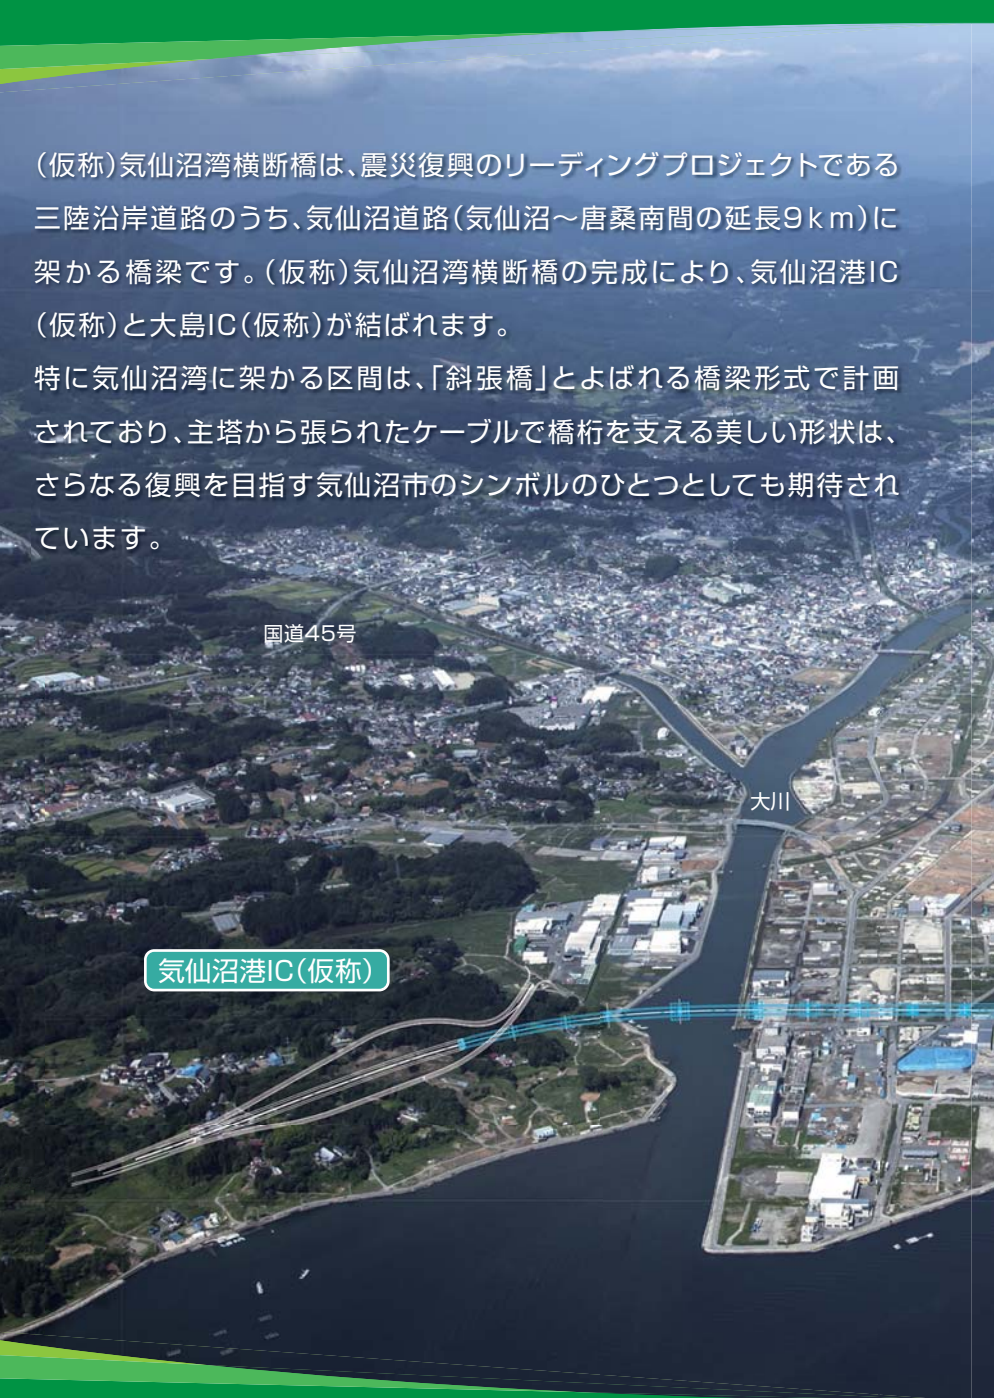 （仮称）気仙沼湾横断橋は、震災復興のリーディングプロジェクトである
三陸沿岸道路のうち、気仙沼道路（気仙沼～唐桑南間の延長9km）に
架かる橋梁です。（仮称）気仙沼湾横断橋の完成により、気仙沼港IC
（仮称）と大島IC（仮称）が結ばれます。
特に気仙沼湾に架かる区間は、「斜張橋」とよばれる橋梁形式で計画
されており、主塔から張られたケーブルで橋桁を支える美しい形状は、
さらなる復興を目指す気仙沼市のシンボルのひとつとしても期待され
ています。
国道45号
大川
気仙沼港IC（仮称）